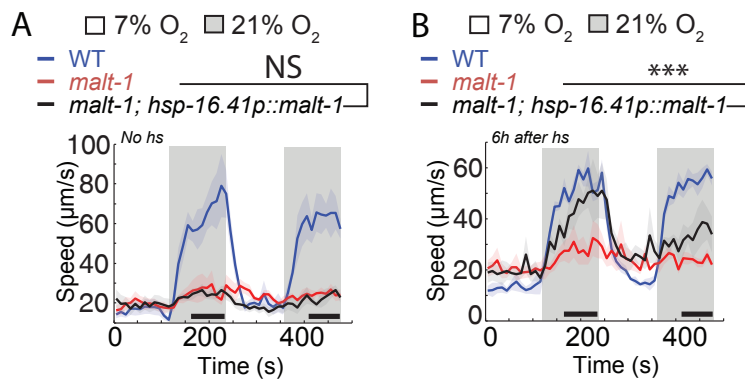 A
7% O2 21% O2
WT
NS
malt-1
malt-1; hsp-16.41p::malt-1
No hs
Speed (µm/s)
100
80
60
40
20
0 200 400
Time (s)
B
7% O2 21% O2
WT
***
malt-1
malt-1; hsp-16.41p::malt-1
6h after hs
Speed (µm/s)
60
40
20
0
0 200 400
Time (s)